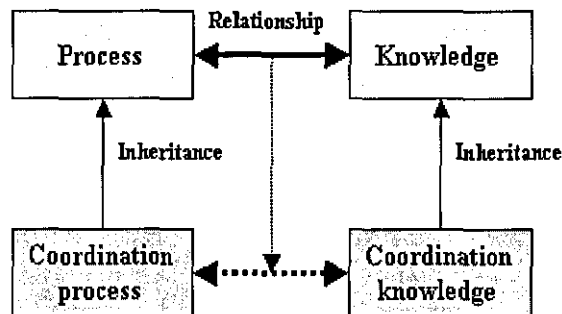 Relationship
Process
Knowledge
Inheritance
Inheritance
Coordination
process
Coordination
knowledge